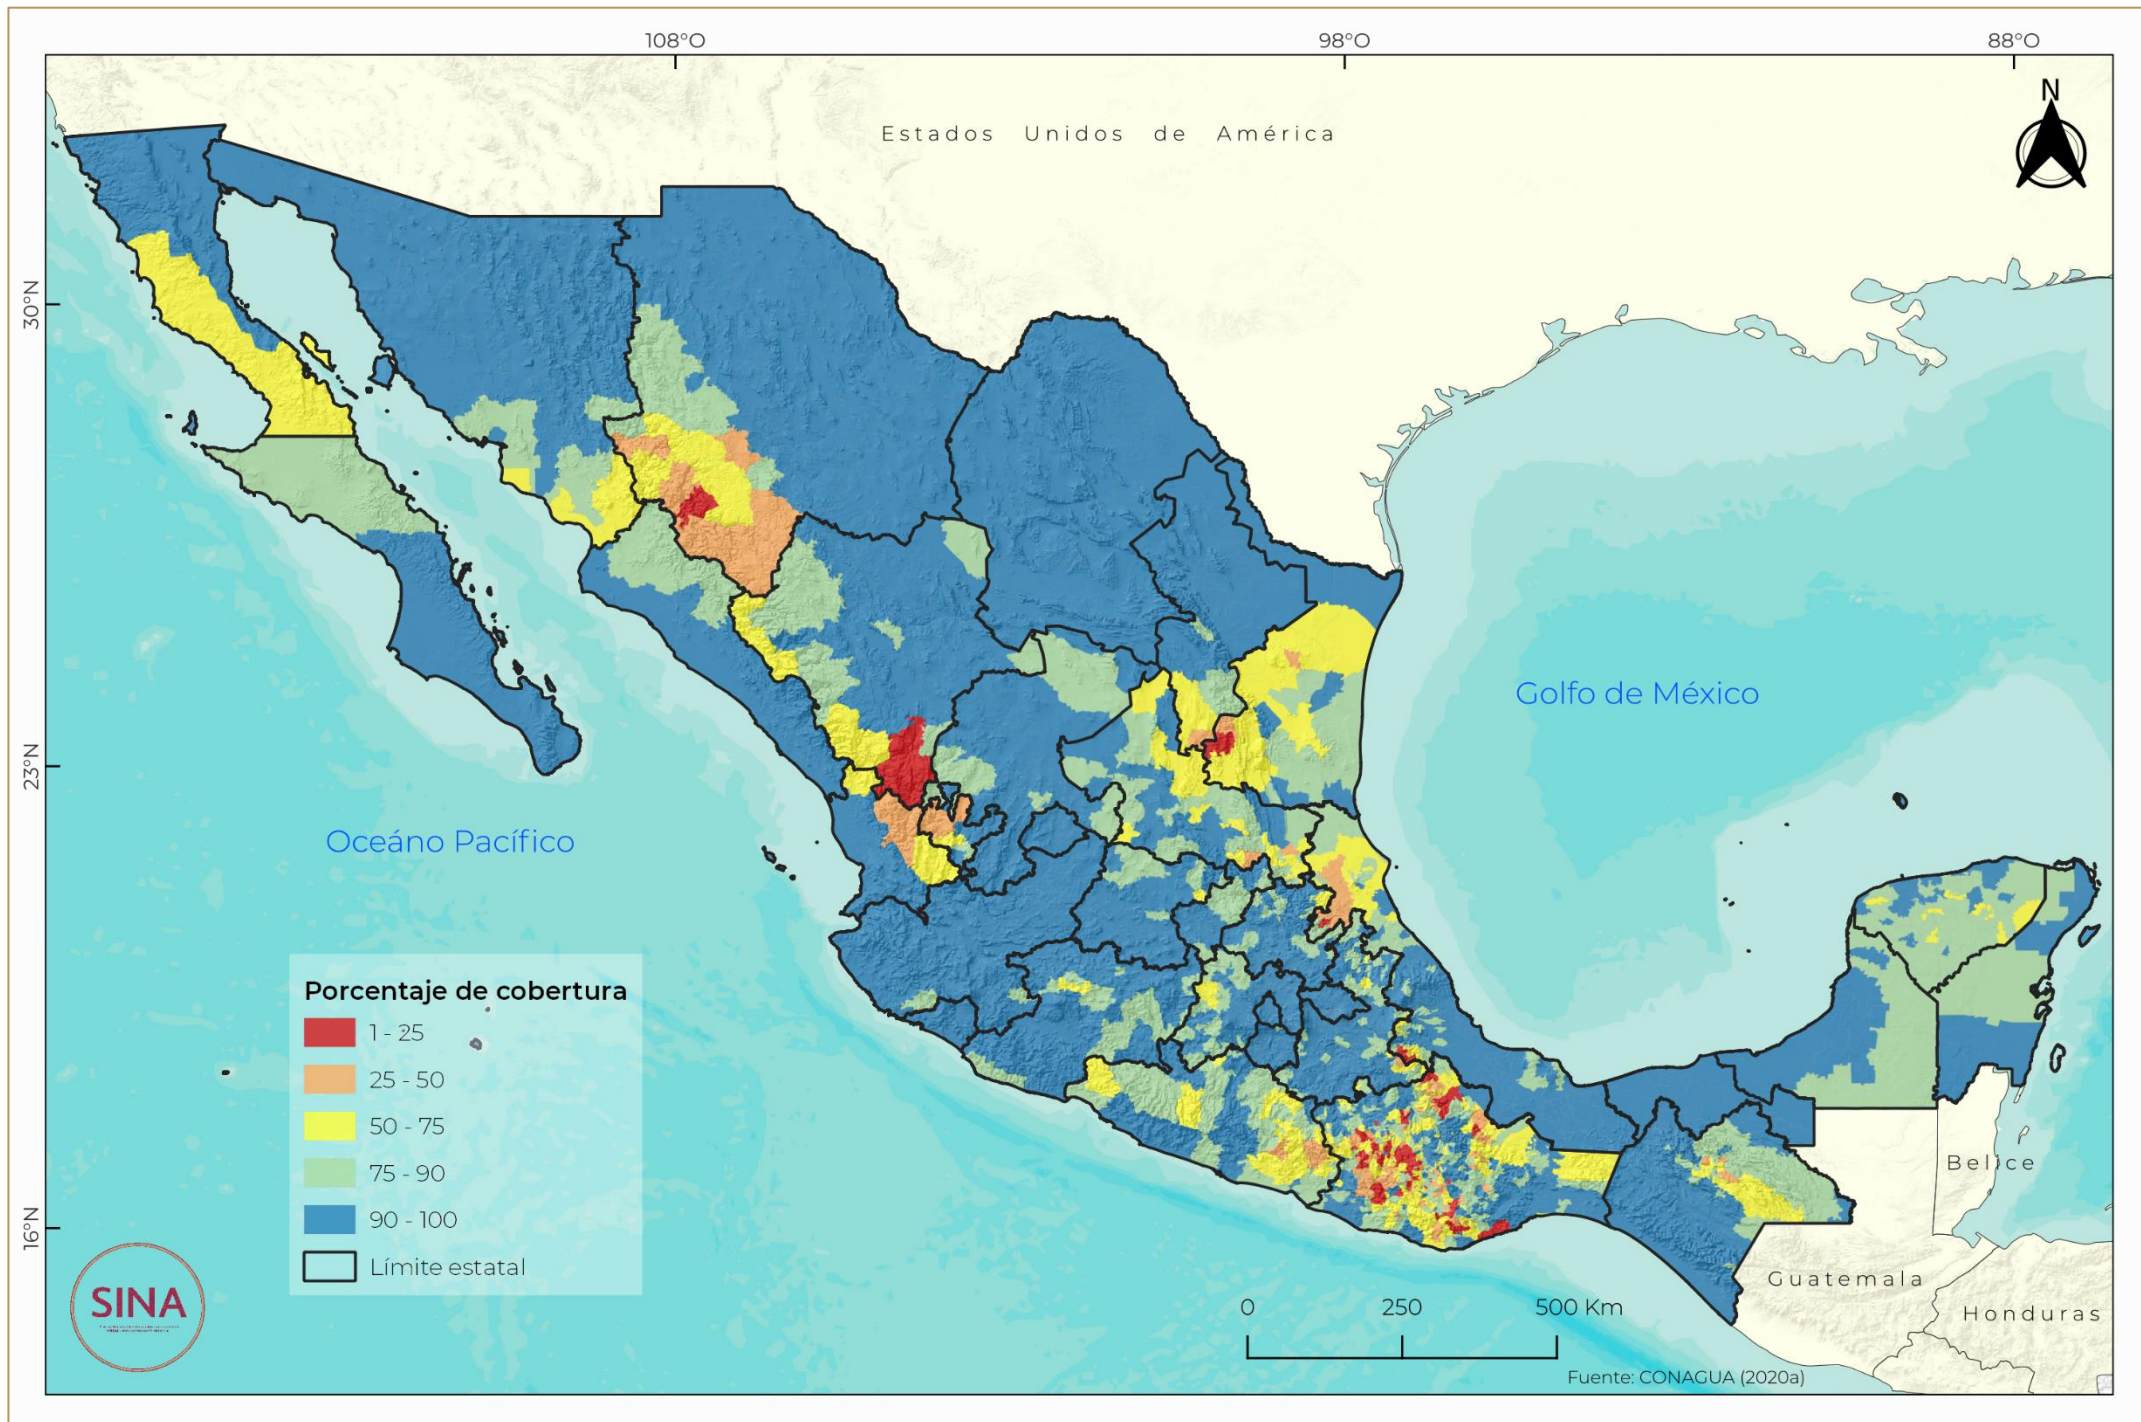 108°O
98°O
88°O
N
Estados Unidos de América
30°N
23°N
16°N
Golfo de México
Oceáno Pacífico
Porcentaje de cobertura
1 - 25
25 - 50
50 - 75
75 - 90
90 - 100
Límite estatal
Belice
Guatemala
Honduras
SINA
0 250 500 Km
Fuente: CONAGUA (2020a)